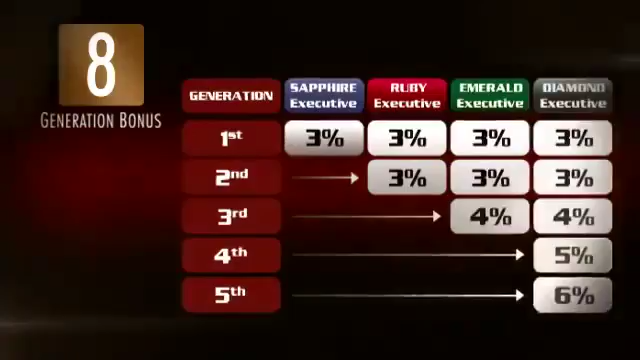 8
GENERATION BONUS
GENERATION SAPPHIRE Executive RUBY Executive EMERALD Executive DIAMOND Executive
1st 3% 3% 3% 3%
2nd 3% 3% 3%
3rd 4% 4%
4th 5%
5th 6%